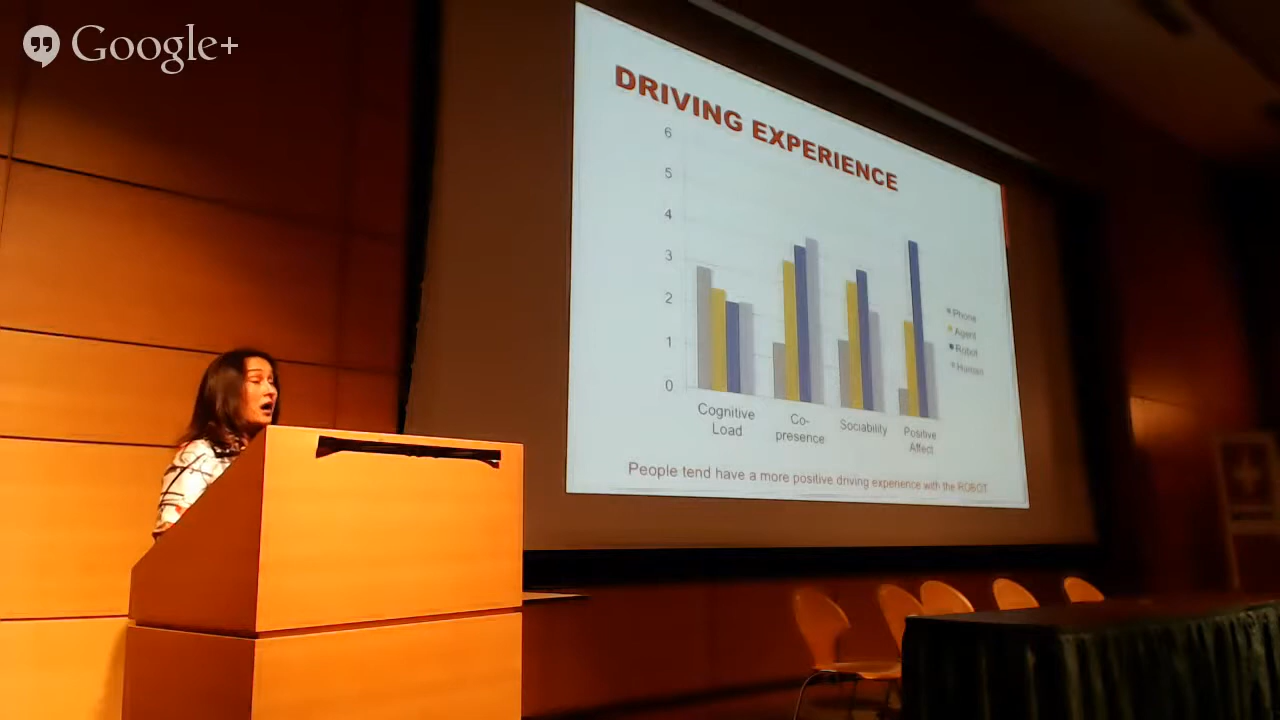 Google+
DRIVING EXPERIENCE
6
5
4
3
2
1
0
Phone
Agent
Robot
Human
Cognitive
Load
Co-
presence
Sociability
Positive
Affect
People tend have a more positive driving experience with the ROBOT